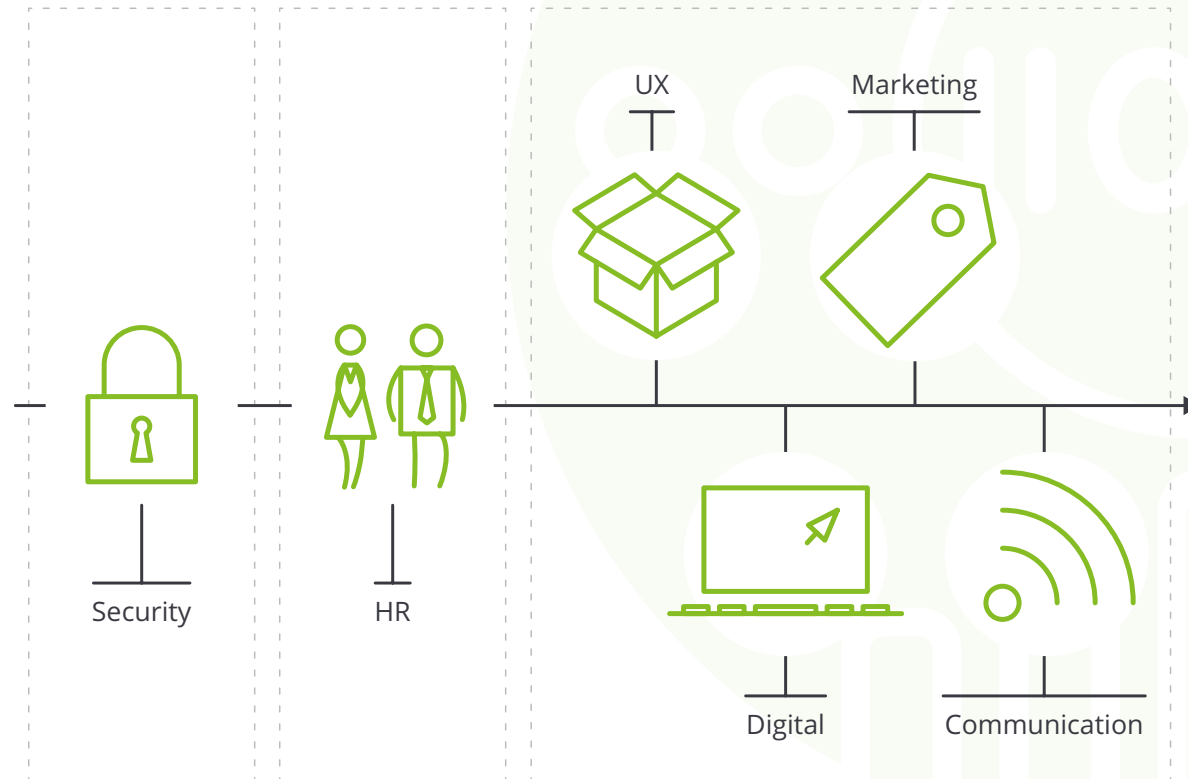 UX
Marketing
Security
HR
Digital
Communication